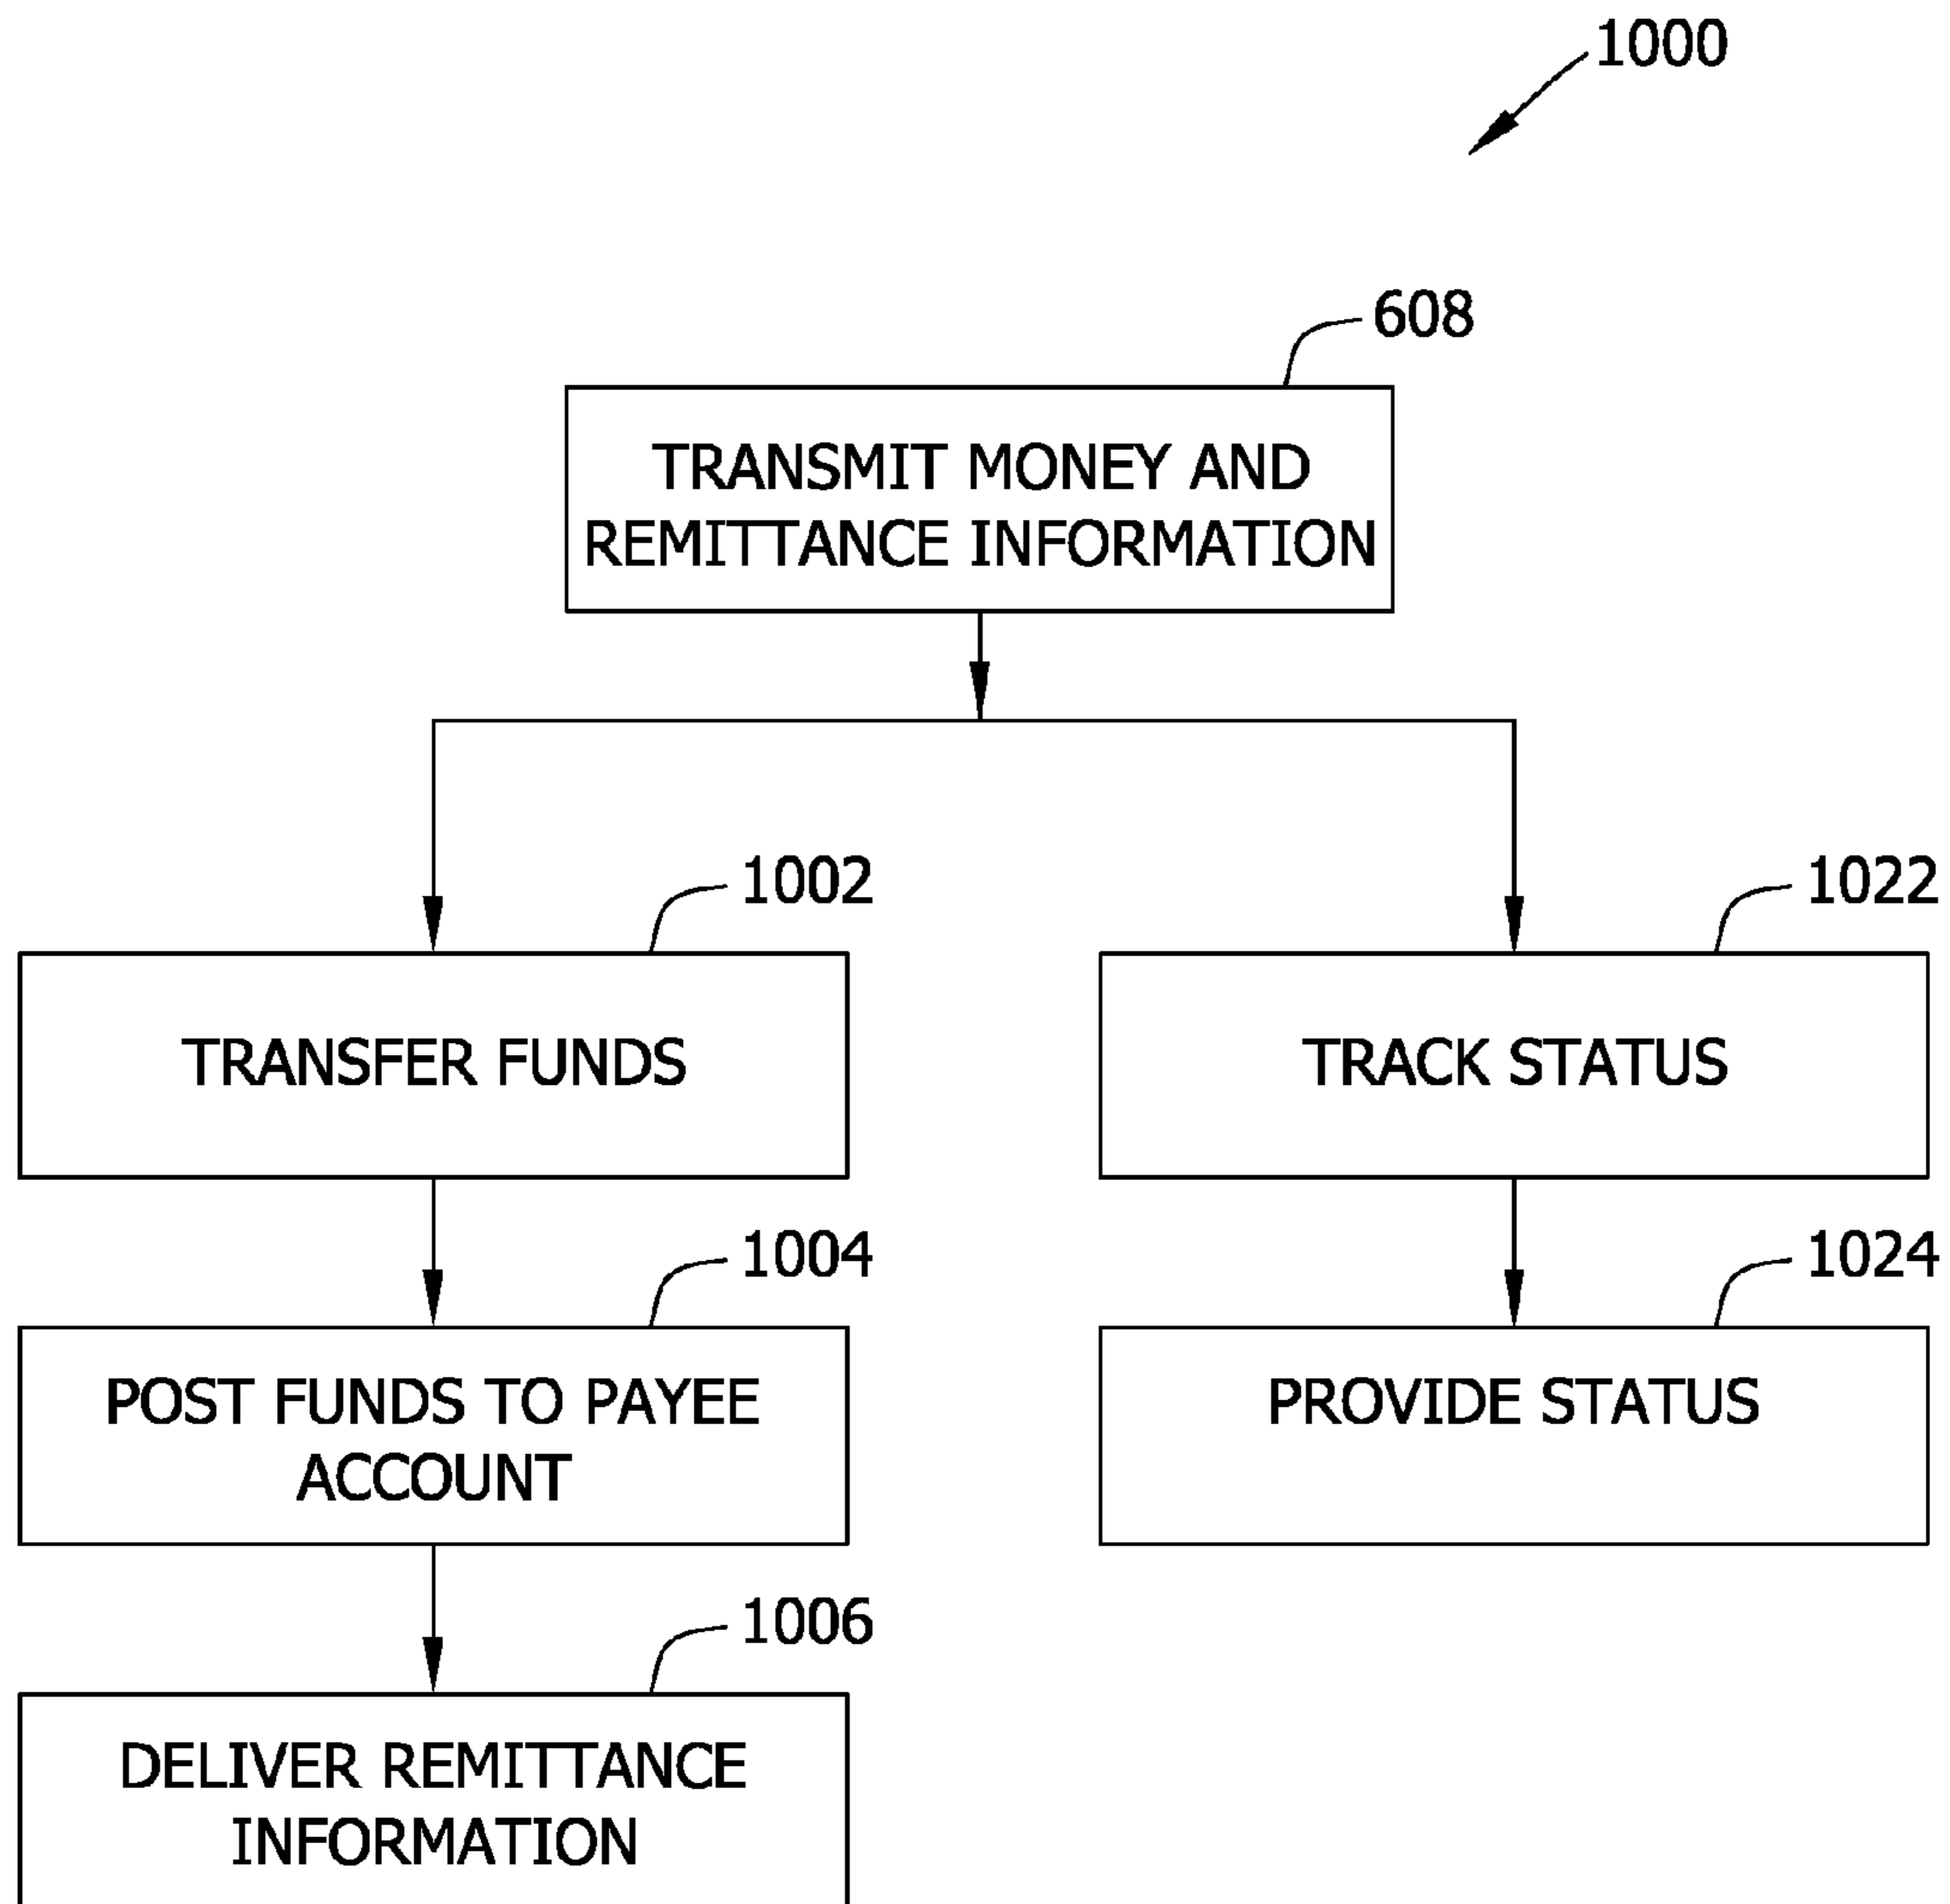 1000
608
TRANSMIT MONEY AND
REMITTANCE INFORMATION
1002
1022
TRANSFER FUNDS
TRACK STATUS
1004
1024
POST FUNDS TO PAYEE
ACCOUNT
PROVIDE STATUS
1006
DELIVER REMITTANCE
INFORMATION